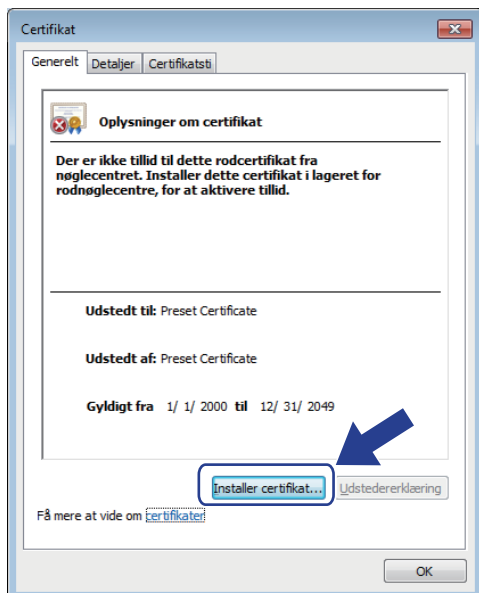 Certifikat
Generelt Detaljer Certifikatsti
Oplysninger om certifikat
Der er ikke tillid til dette rodcertifikat fra
nøglecentret. Installer dette certifikat i lageret for
rodnøglecentre, for at aktivere tillid.
Udstedt til: Preset Certificate
Udstedt af: Preset Certificate
Gyldigt fra 1/ 1/ 2000 til 12/ 31/ 2049
Installer certifikat... Udstedererklæring
Få mere at vide om certifikater
OK